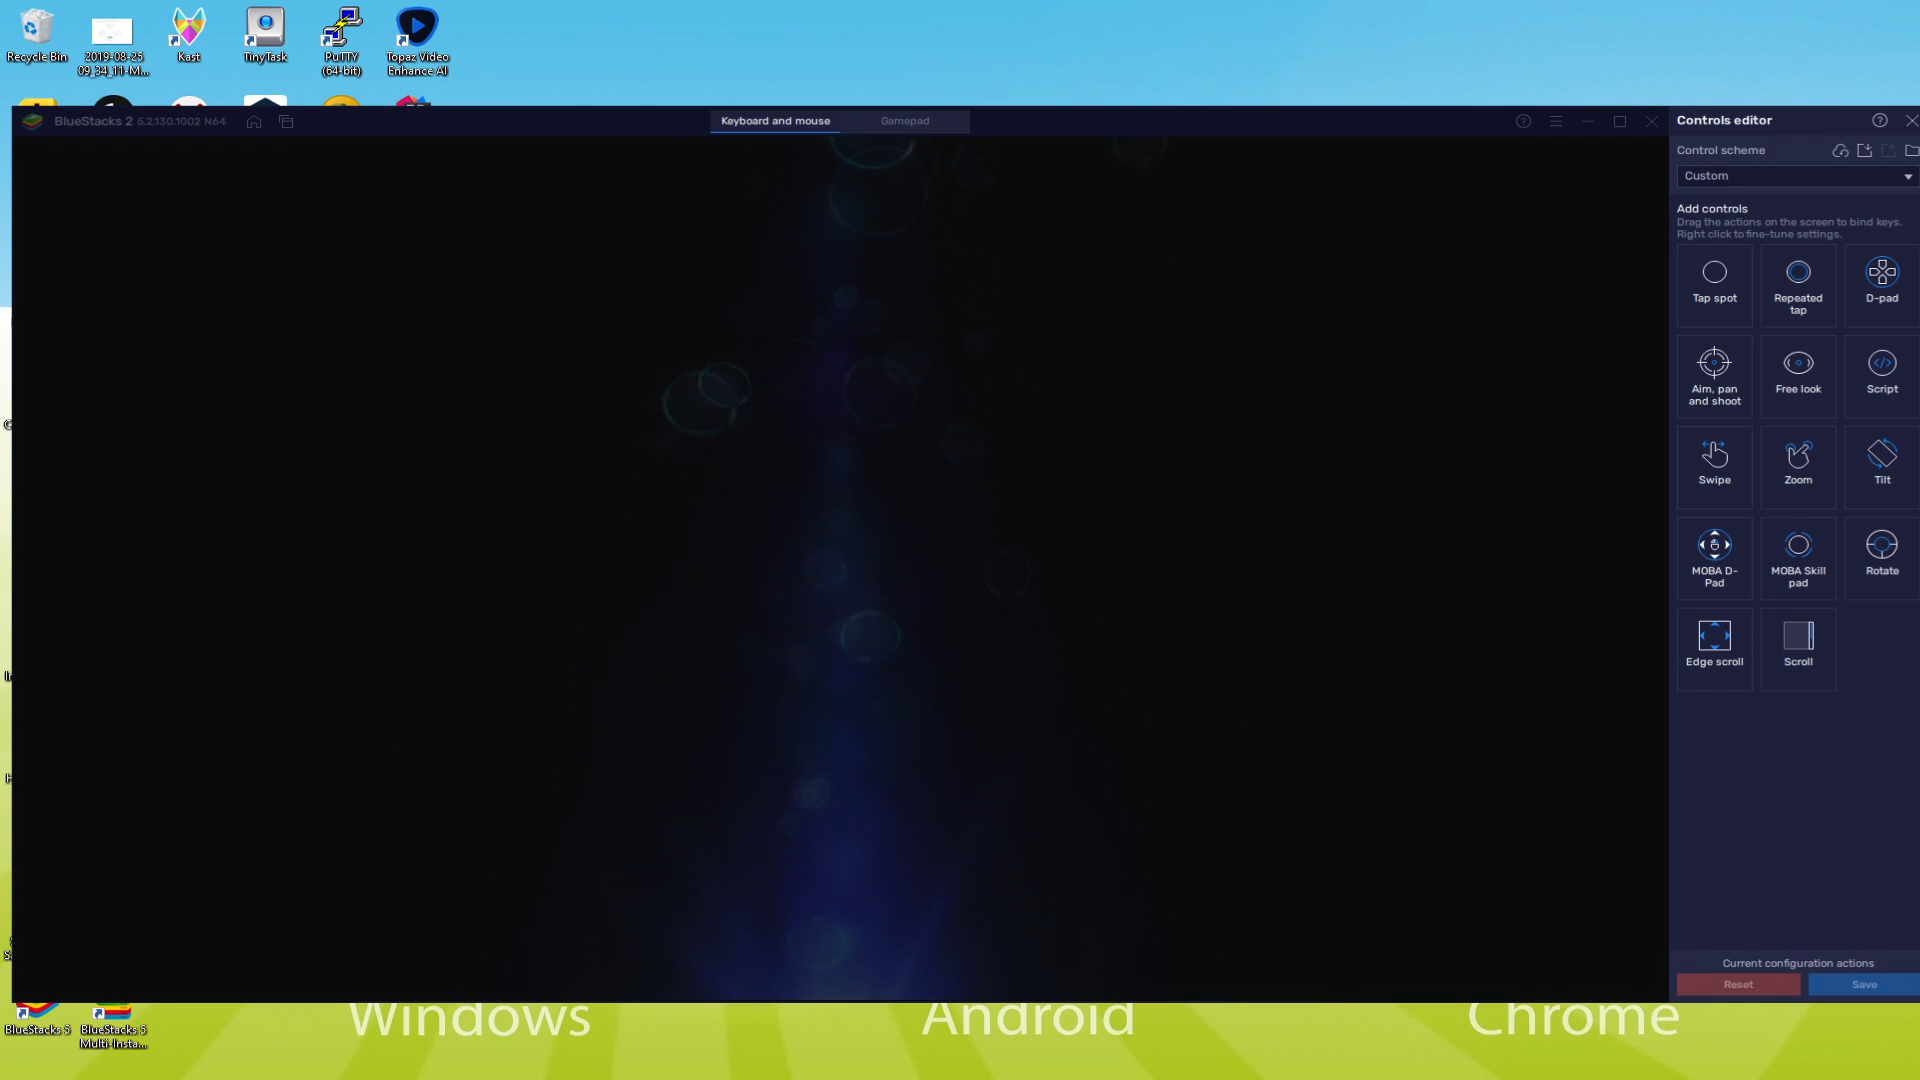 Recycle Bin
2019-08-25
09_34_11-M...
Kast
TinyTask
PuTTY
(64-bit)
Topaz Video
Enhance AI
BlueStacks 2 5.2.130.1002 N64
Keyboard and mouse
Gamepad
Controls editor
Control scheme
Custom
Add controls
Drag the actions on the screen to bind keys.
Right click to fine-tune settings.
Tap spot
Repeated
tap
D-pad
Aim, pan
and shoot
Free look
Script
Swipe
Zoom
Tilt
MOBA D-
Pad
MOBA Skill
pad
Rotate
Edge scroll
Scroll
Current configuration actions
Reset
Save
BlueStacks 5
BlueStacks 5
Multi-Insta...
Windows
Android
Chrome